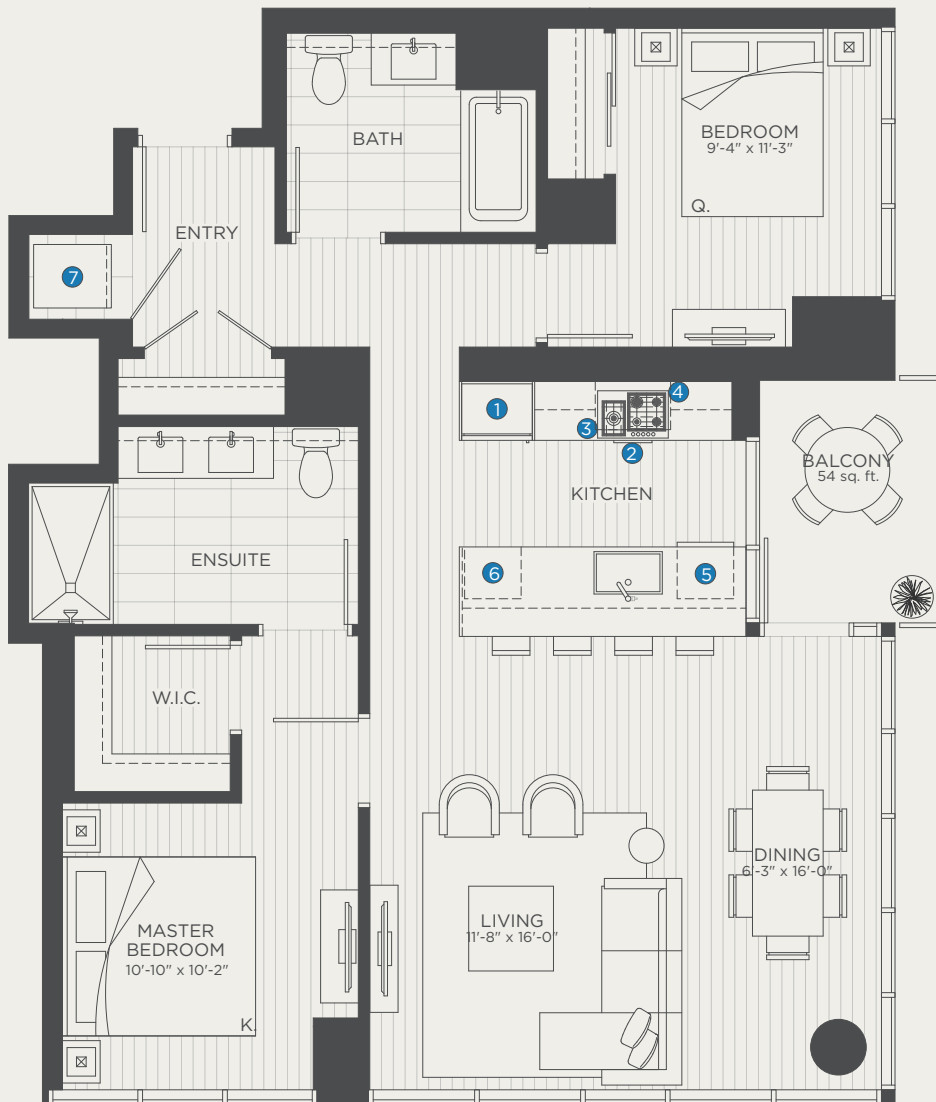 BATH
BEDROOM
9'-4" x 11'-3"
Q.
ENTRY
7
1
4
3
2
BALCONY
54 sq. ft.
KITCHEN
ENSUITE
6
5
W.I.C.
DINING
6'-3" x 16'-0"
LIVING
11'-8" x 16'-0"
MASTER
BEDROOM
10'-10" x 10'-2"
K.